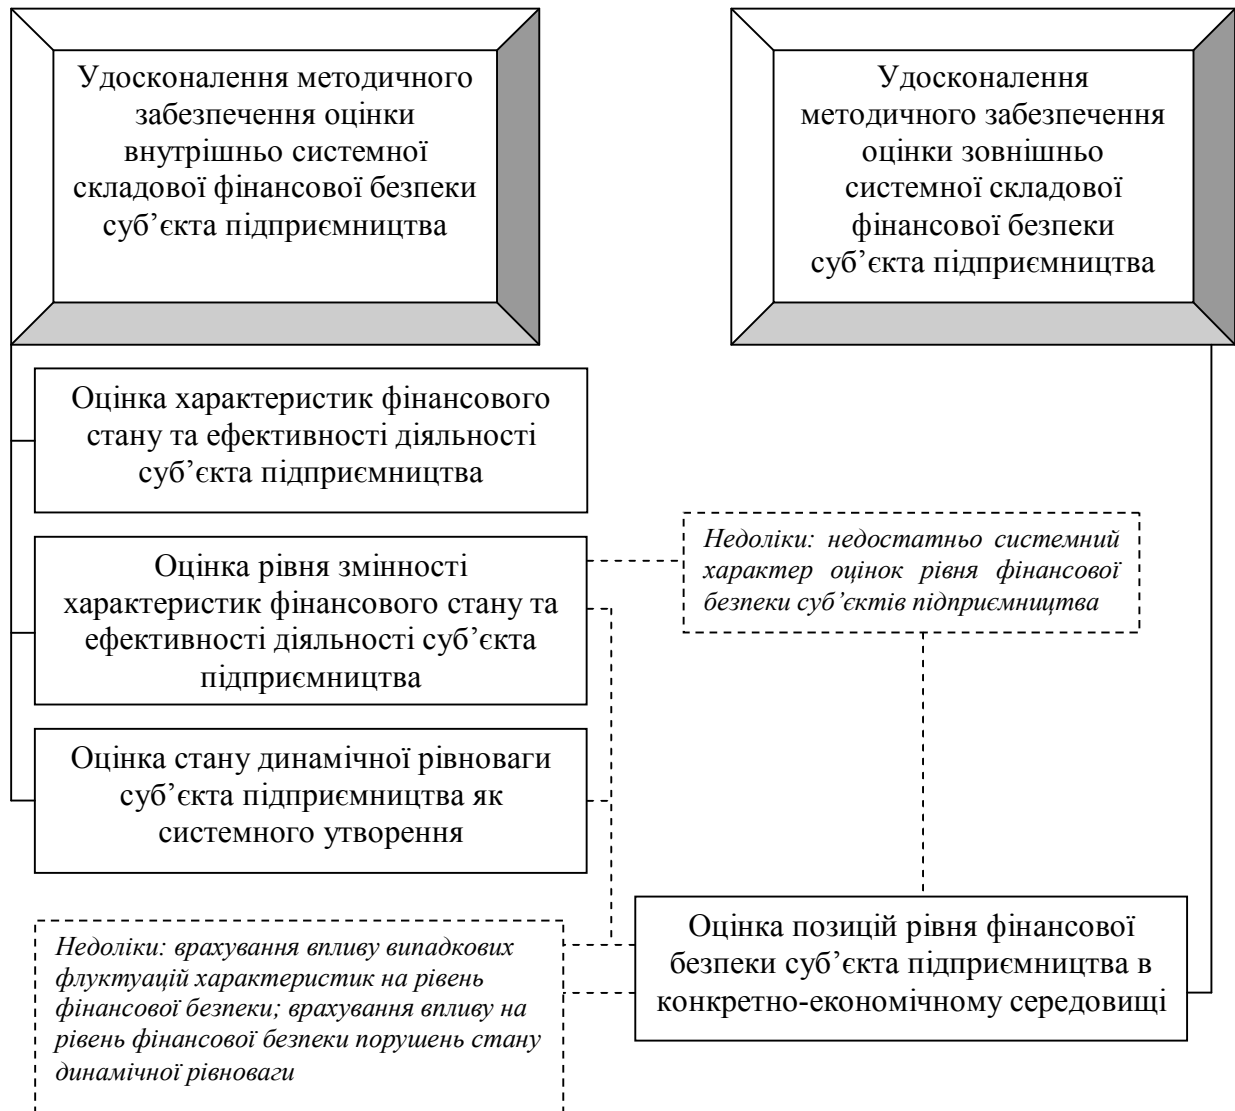 Удосконалення методичного
забезпечення оцінки
внутрішньо системної
складової фінансової безпеки
суб’єкта підприємництва
Удосконалення
методичного забезпечення
оцінки зовнішньо
системної складової
фінансової безпеки
суб’єкта підприємництва
Оцінка характеристик фінансового
стану та ефективності діяльності
суб’єкта підприємництва
Оцінка рівня змінності
характеристик фінансового стану та
ефективності діяльності суб’єкта
підприємництва
Недоліки: недостатньо системний
характер оцінок рівня фінансової
безпеки суб’єктів підприємництва
Оцінка стану динамічної рівноваги
суб’єкта підприємництва як
системного утворення
Недоліки: врахування впливу випадкових
флуктуацій характеристик на рівень
фінансової безпеки; врахування впливу на
рівень фінансової безпеки порушень стану
динамічної рівноваги
Оцінка позицій рівня фінансової
безпеки суб’єкта підприємництва в
конкретно-економічному середовищі